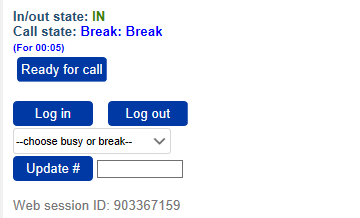 In/out state: IN
Call state: Break: Break
(For 00:05)
Ready for call
Log in Log out
--choose busy or break--
Update #
Web session ID: 903367159